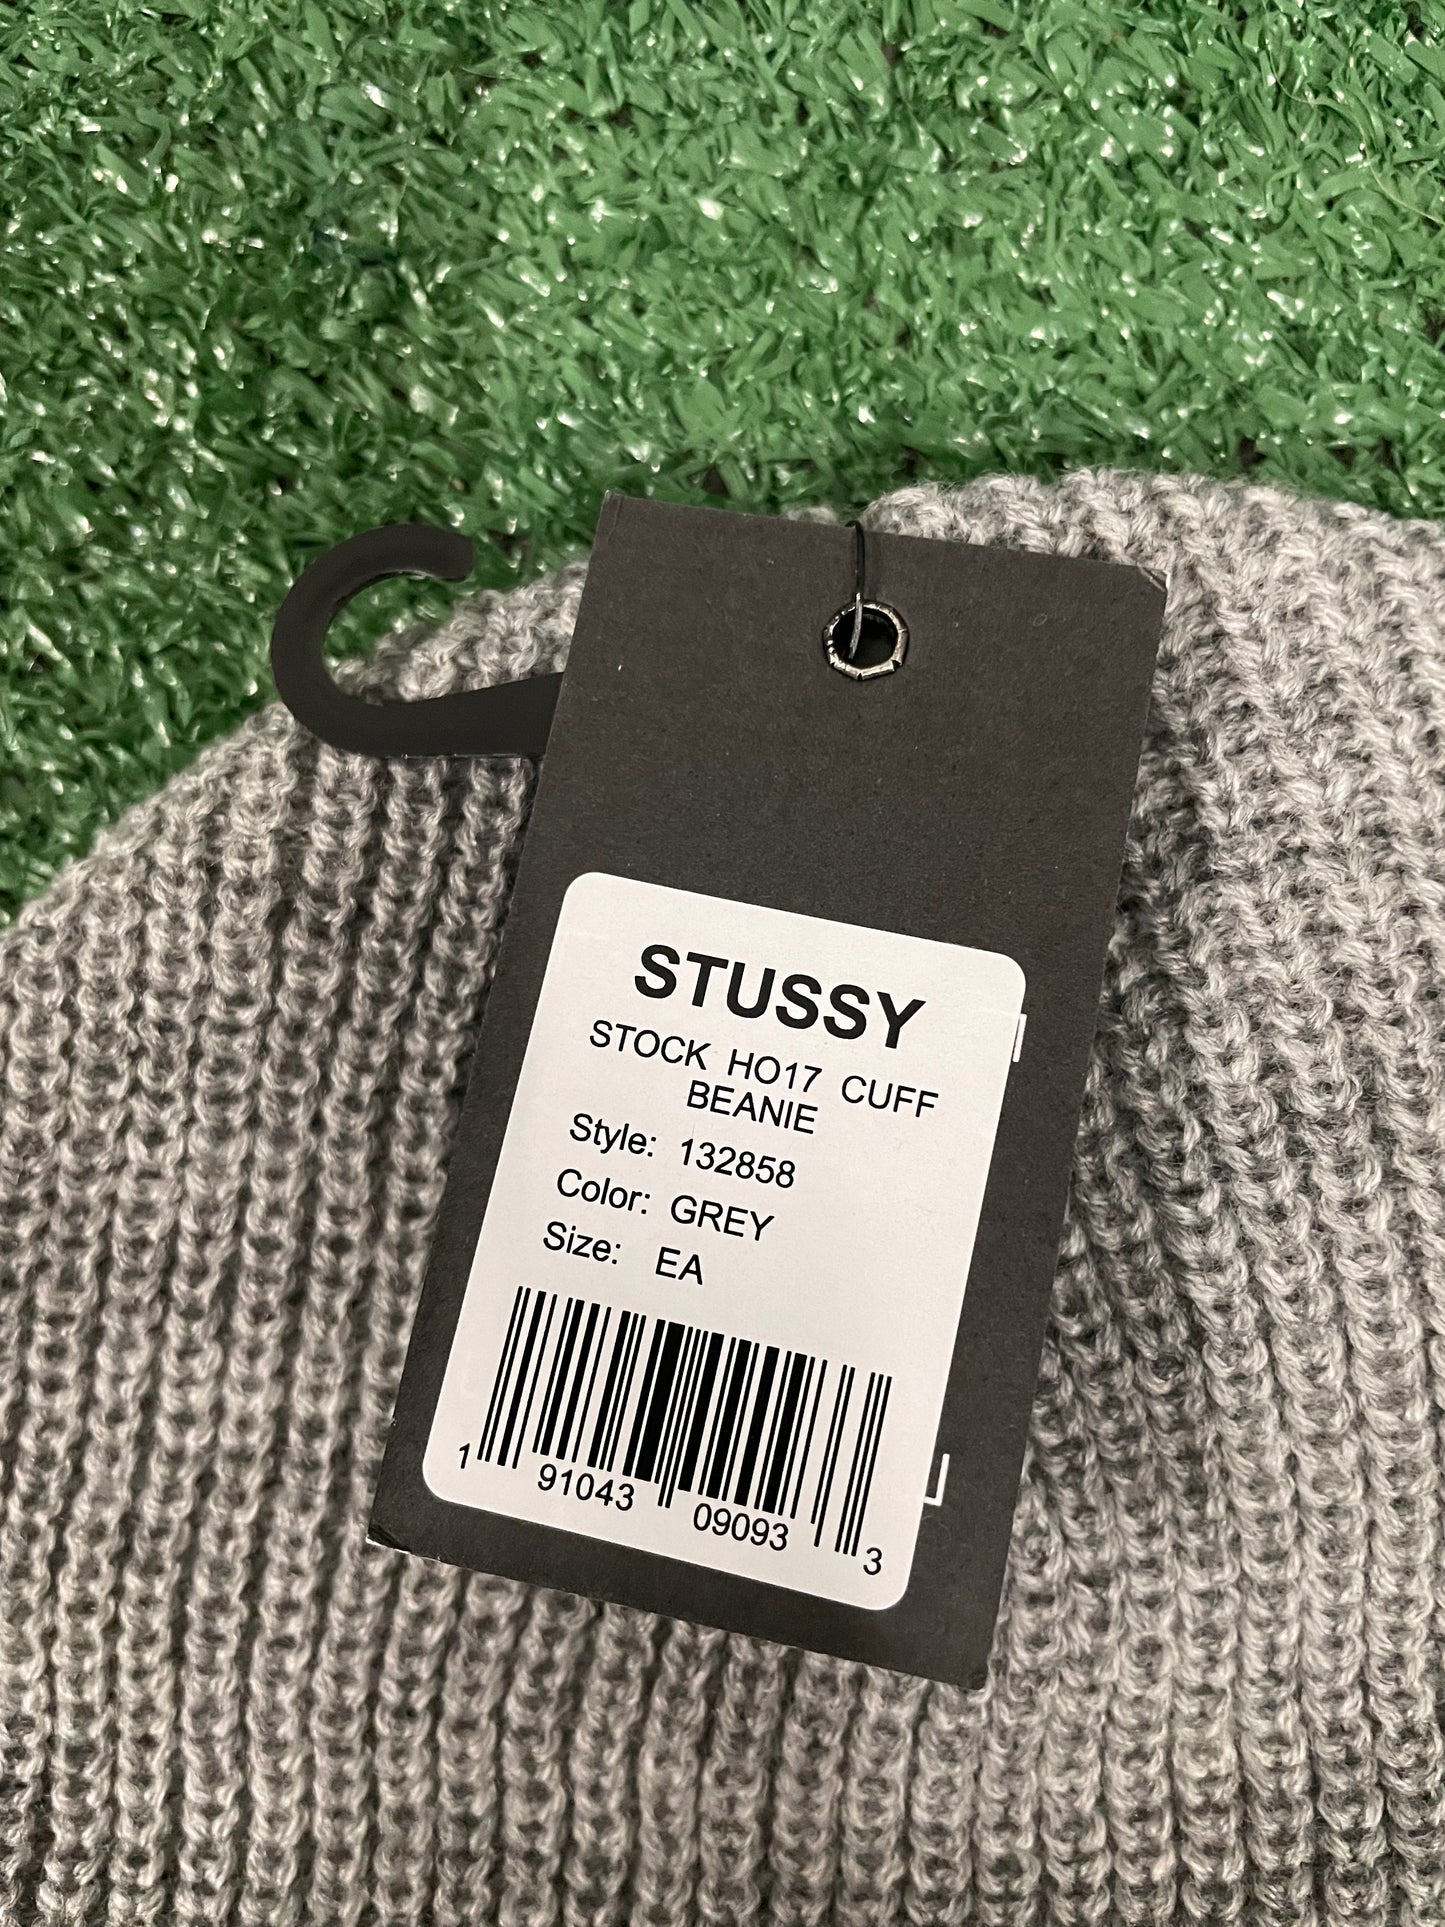 STUSSY
STOCK HO17 CUFF
BEANIE
Style: 132858
Color: GREY
Size: EA
1 91043 09093 3